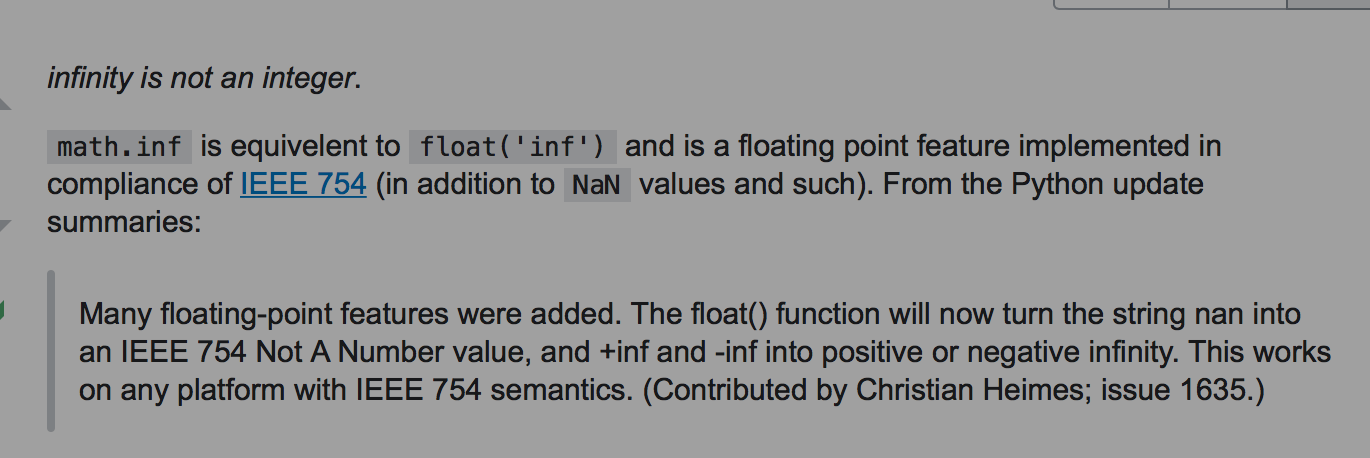 infinity is not an integer.
math.inf is equivelent to float('inf') and is a floating point feature implemented in
compliance of IEEE 754 (in addition to NaN values and such). From the Python update
summaries:
Many floating-point features were added. The float() function will now turn the string nan into
an IEEE 754 Not A Number value, and +inf and -inf into positive or negative infinity. This works
on any platform with IEEE 754 semantics. (Contributed by Christian Heimes; issue 1635.)